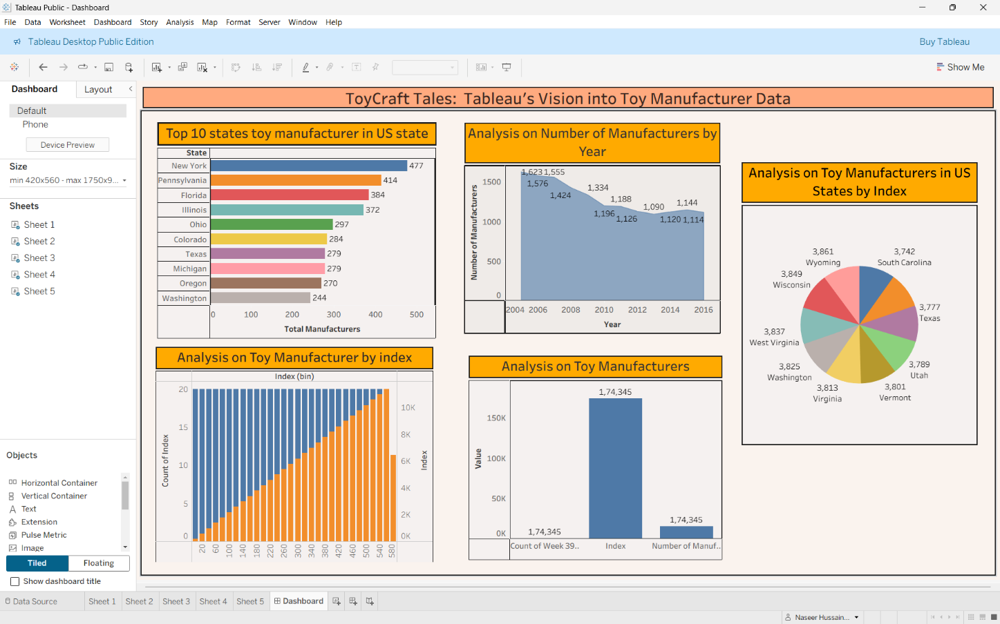 Tableau Public - Dashboard
File Data Worksheet Dashboard Story Analysis Map Format Server Window Help
Tableau Desktop Public Edition
Buy Tableau
Show Me
Dashboard
Layout
Default
Phone
Device Preview
Size
min 420x560 - max 1750x9...
Sheets
Sheet 1
Sheet 2
Sheet 3
Sheet 4
Sheet 5
Objects
Horizontal Container
Vertical Container
Text
Extension
Pulse Metric
Image
Tiled
Floating
Show dashboard title
ToyCraft Tales: Tableau's Vision into Toy Manufacturer Data
Top 10 states toy manufacturer in US state
State
New York 477
Pennsylvania 414
Florida 384
Illinois 372
Ohio 297
Colorado 284
Texas 279
Michigan 279
Oregon 270
Washington 244
0 100 200 300 400 500
Total Manufacturers
Analysis on Number of Manufacturers by
Year
Number of Manufacturers
1500
1000
500
0
1,623 1,555
1,576
1,424
1,334
1,196
1,188
1,126
1,090
1,120
1,144
1,114
2004 2006 2008 2010 2012 2014 2016
Year
Analysis on Toy Manufacturers in US
States by Index
3,742
South Carolina
3,777
Texas
3,789
Utah
3,801
Vermont
3,813
Virginia
3,825
Washington
3,837
West Virginia
3,849
Wisconsin
3,861
Wyoming
Analysis on Toy Manufacturer by index
Index (bin)
Count of Index
20
15
10
5
0
10K
8K
6K
4K
2K
0K
Index
20 60 100 140 180 220 260 300 340 380 420 460 500 540 580
Analysis on Toy Manufacturers
Value
150K
100K
50K
0K
1,74,345
1,74,345
1,74,345
Count of Week 39..
Index
Number of Manuf..
Data Source
Sheet 1
Sheet 2
Sheet 3
Sheet 4
Sheet 5
Dashboard
Naseer Hussain...